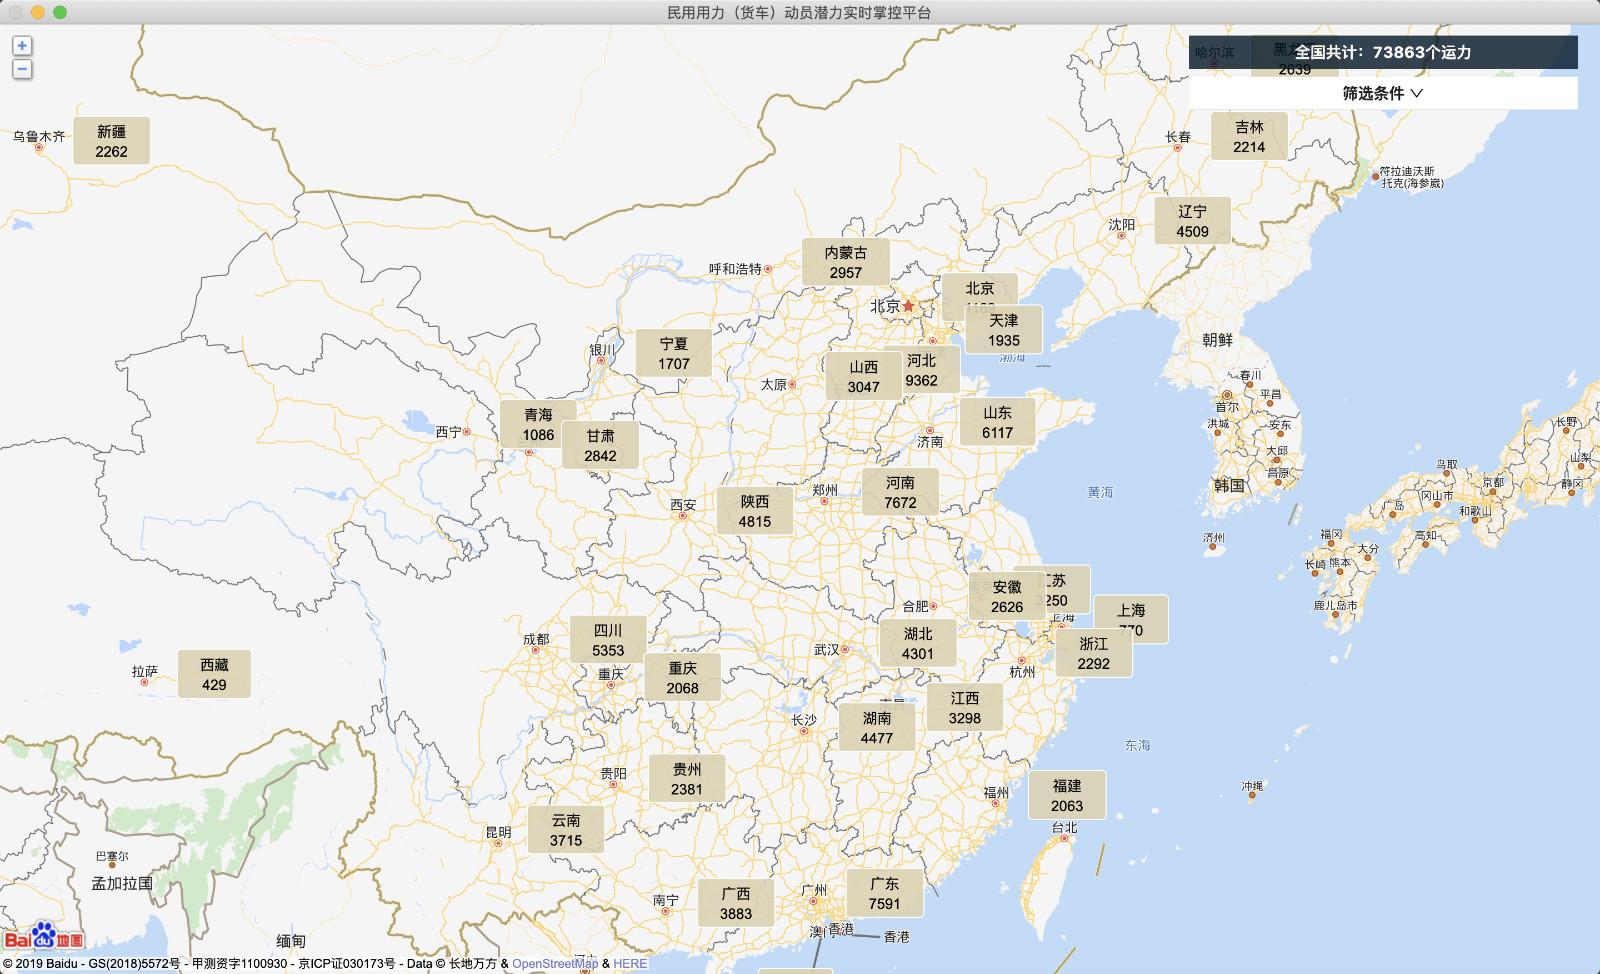 民用用力（货车）动员潜力实时掌控平台
+
−
全国共计：73863个运力
筛选条件
哈尔滨
2639
乌鲁木齐
新疆
2262
长春
吉林
2214
符拉迪沃斯
托克(海参崴)
沈阳
辽宁
4509
呼和浩特
内蒙古
2957
北京
北京
天津
1935
渤海
朝鲜
银川
宁夏
1707
太原
山西
3047
河北
9362
春川
平昌
首尔
洪城
安东
大邱
昌原
韩国
西宁
青海
1086
甘肃
2842
济南
山东
6117
长野
山梨
静冈
鸟取
京都
冈山市
广岛
和歌山
高知
福冈
大分
长崎
熊本
鹿儿岛市
济州
黄海
西安
陕西
4815
郑州
河南
7672
安徽
2626
江苏
3250
合肥
上海
770
上海
浙江
2292
杭州
成都
四川
5353
重庆
重庆
2068
武汉
湖北
4301
拉萨
西藏
429
长沙
湖南
4477
南昌
江西
3298
东海
冲绳
贵阳
贵州
2381
福州
福建
2063
台北
昆明
云南
3715
巴塞尔
孟加拉国
缅甸
南宁
广西
3883
广州
广东
7591
澳门
香港
香港
Bai du 地图
© 2019 Baidu - GS(2018)5572号 - 甲测资字1100930 - 京ICP证030173号 - Data © 长地万方 & OpenStreetMap & HERE